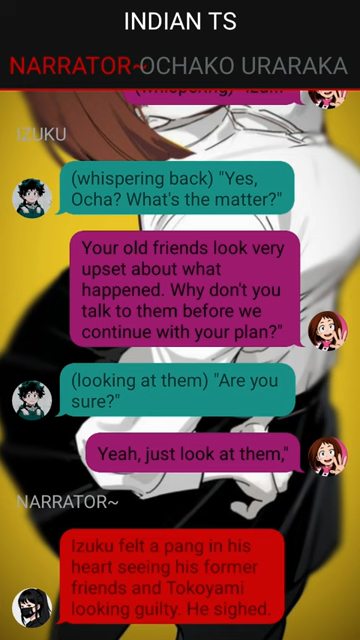 INDIAN TS
NARRATOR~ OCHAKO URARAKA
(whispering) "Izu..."
IZUKU
(whispering back) "Yes,
Ocha? What's the matter?"
Your old friends look very
upset about what
happened. Why don't you
talk to them before we
continue with your plan?"
(looking at them) "Are you
sure?"
Yeah, just look at them,"
NARRATOR~
Izuku felt a pang in his
heart seeing his former
friends and Tokoyami
looking guilty. He sighed.